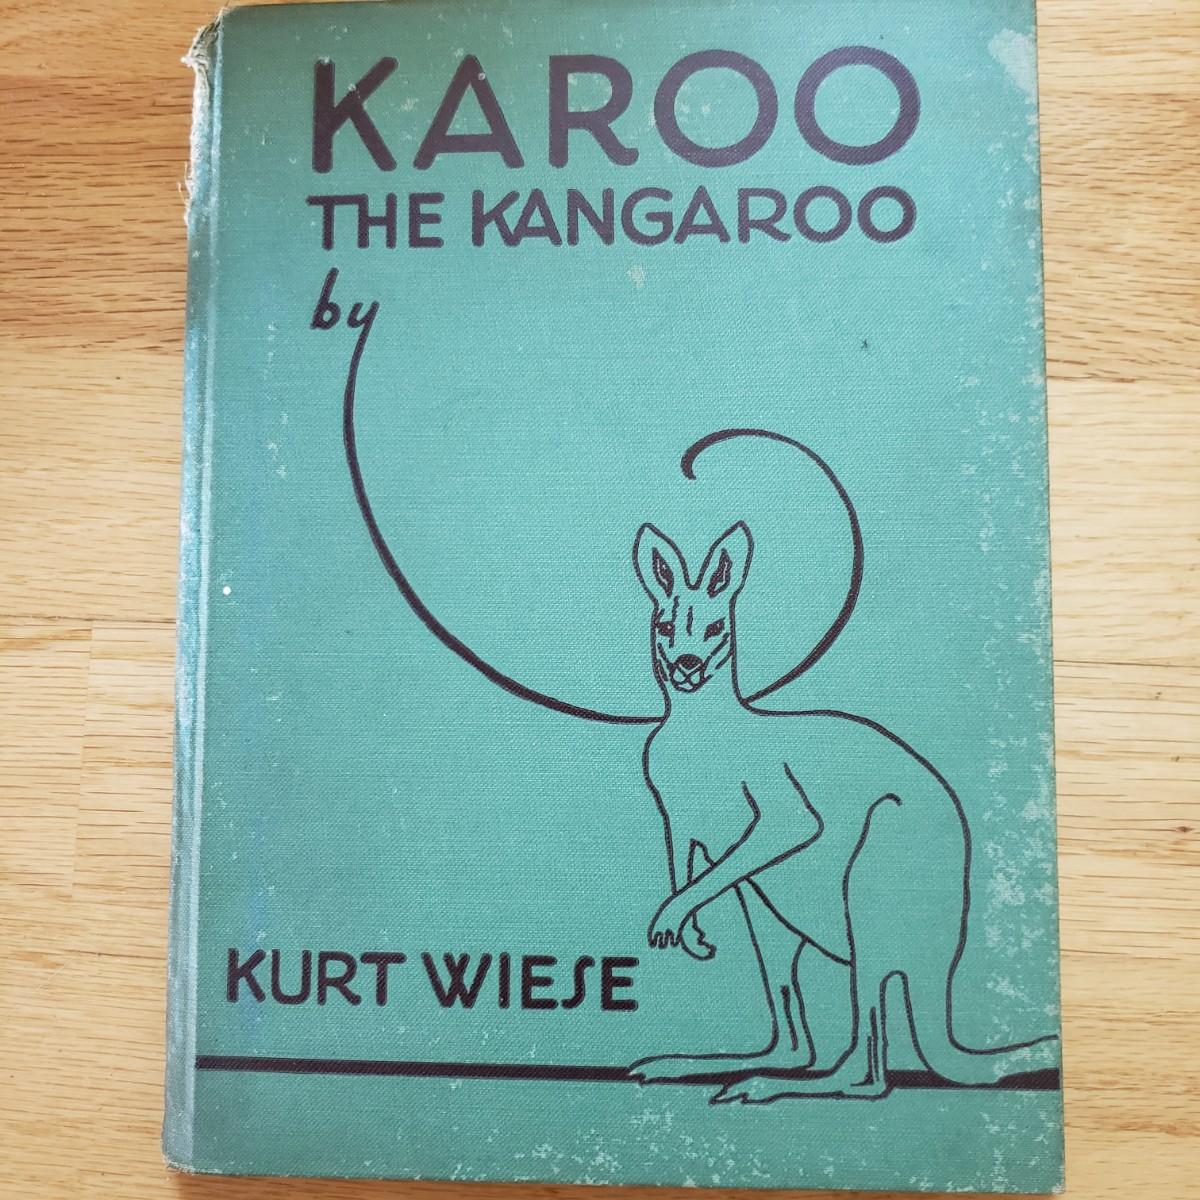 KAROO
THE KANGAROO
by
KURT WIESE